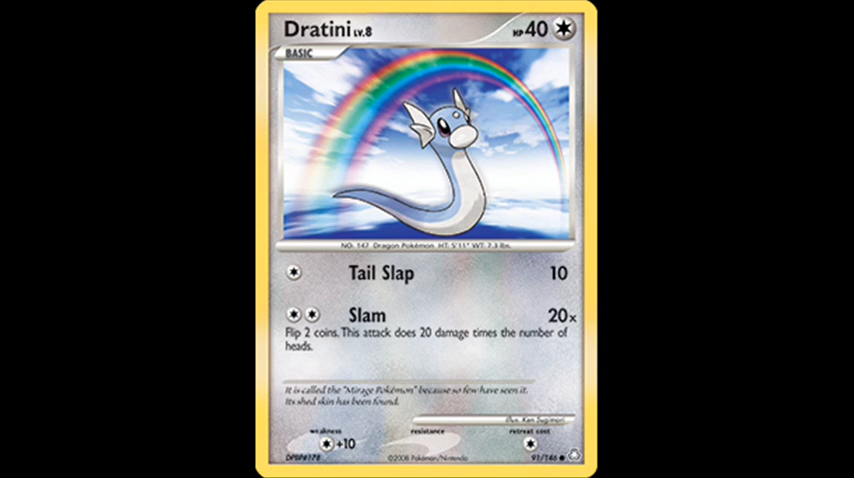 Dratini LV.8 HP 40
BASIC
NO. 147 Dragon Pokémon. HT: 5'11" WT: 7.3 lbs.
Tail Slap 10
Slam 20x
Flip 2 coins. This attack does 20 damage times the number of
heads.
It is called the "Mirage Pokémon" because so few have seen it.
Its shed skin has been found.
illus. Ken Sugimori
weakness resistance retreat cost
+10
DPBP#178 ©2008 Pokémon/Nintendo 91/146